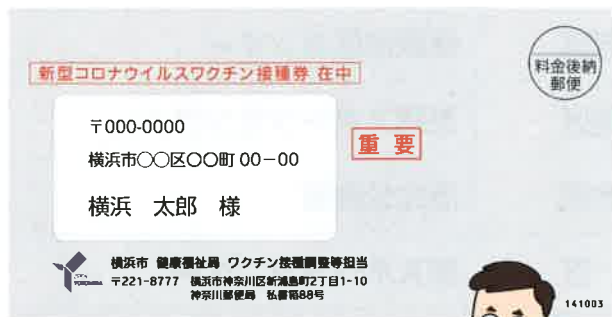 新型コロナウイルスワクチン接種券 在中
料金後納
郵便
〒000-0000
横浜市〇〇区〇〇町 00－00
重 要
横浜 太郎 様
横浜市 健康福祉局 ワクチン接種調整等担当
〒221-8777 横浜市神奈川区新浦島町2丁目1-10
神奈川郵便局 私書箱88号
141003